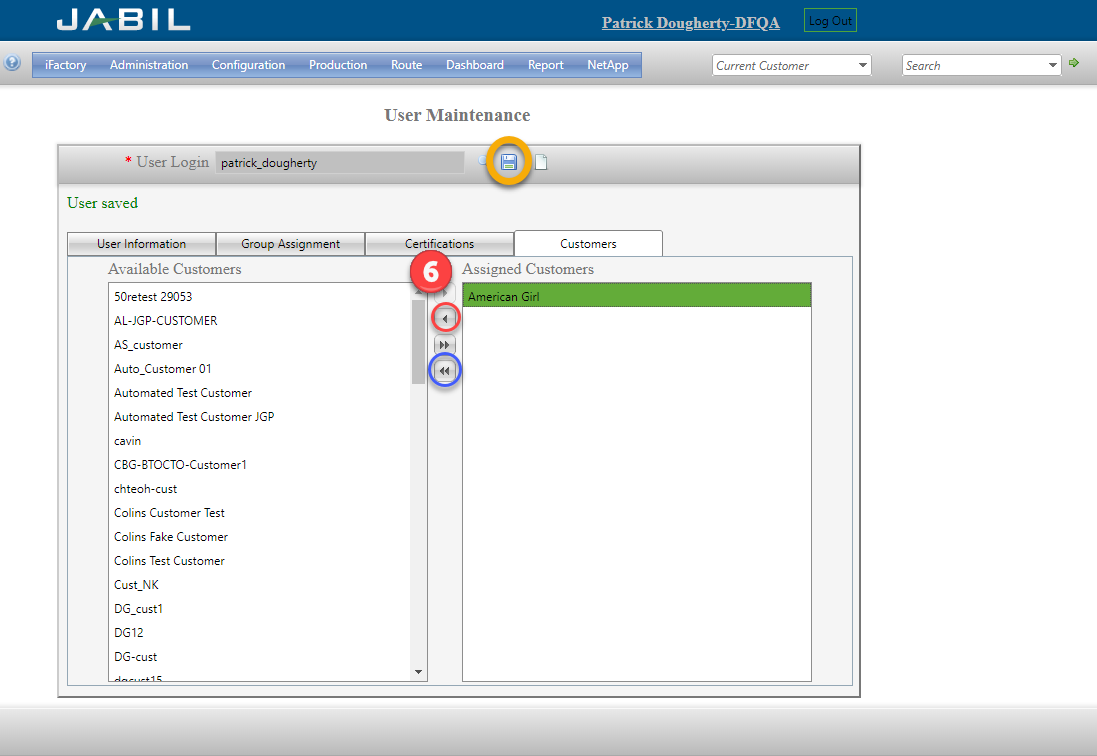 JABIL
Patrick Dougherty-DFQA
Log Out
iFactory Administration Configuration Production Route Dashboard Report NetApp
Current Customer
Search
User Maintenance
* User Login patrick_dougherty
User saved
User Information Group Assignment Certifications Customers
Available Customers
6
Assigned Customers
50retest 29053
AL-JGP-CUSTOMER
AS_customer
Auto_Customer 01
Automated Test Customer
Automated Test Customer JGP
cavin
CBG-BTOCTO-Customer1
chteoh-cust
Colins Customer Test
Colins Fake Customer
Colins Test Customer
Cust_NK
DG_cust1
DG12
DG-cust
dgcust15
American Girl